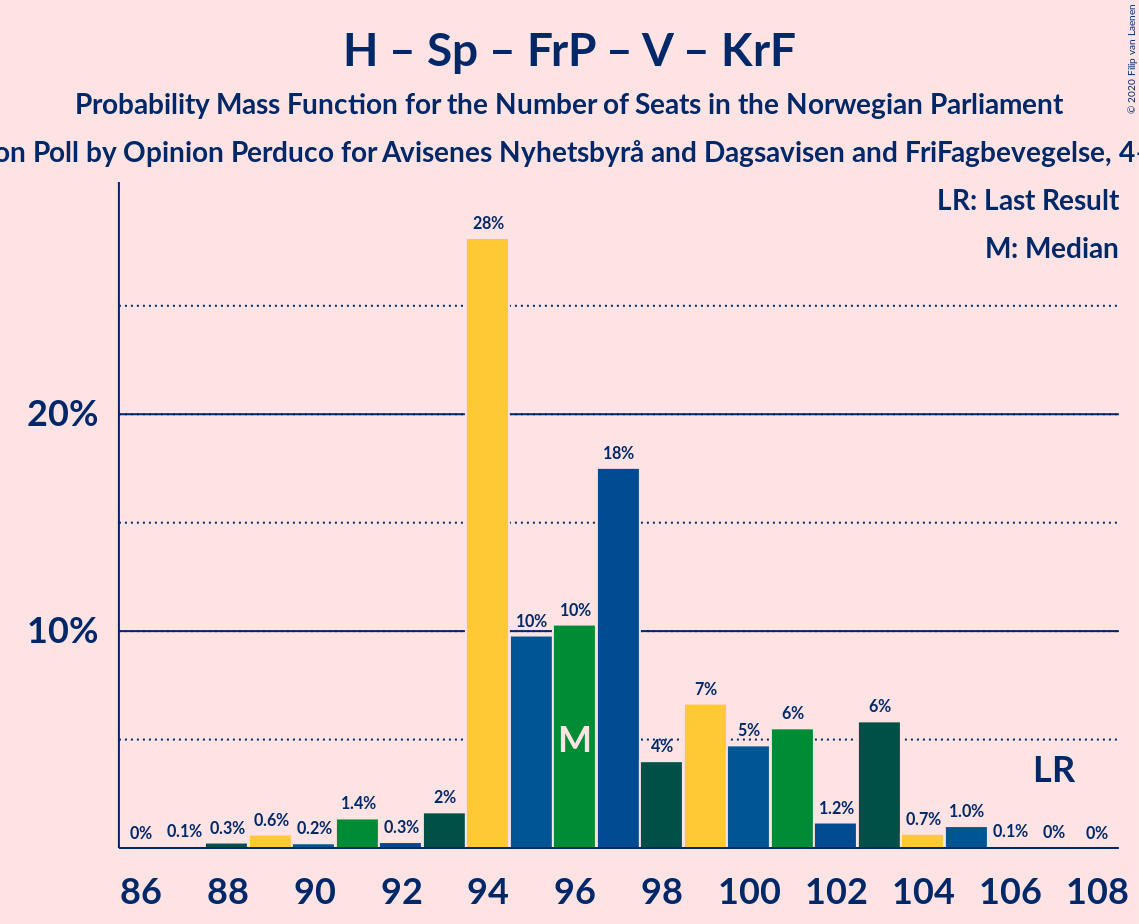 H – Sp – FrP – V – KrF
Probability Mass Function for the Number of Seats in the Norwegian Parliament
on Poll by Opinion Perduco for Avisenes Nyhetsbyrå and Dagsavisen and FriFagbevegelse, 4-
© 2020 Filip van Laenen
LR: Last Result
M: Median
28%
20%
18%
10%
10% 10%
7%
6% 6%
5%
4%
M
LR
0% 0.1% 0.3% 0.6% 0.2% 1.4% 0.3% 2% 1.2% 0.7% 1.0% 0.1% 0% 0%
86 88 90 92 94 96 98 100 102 104 106 108